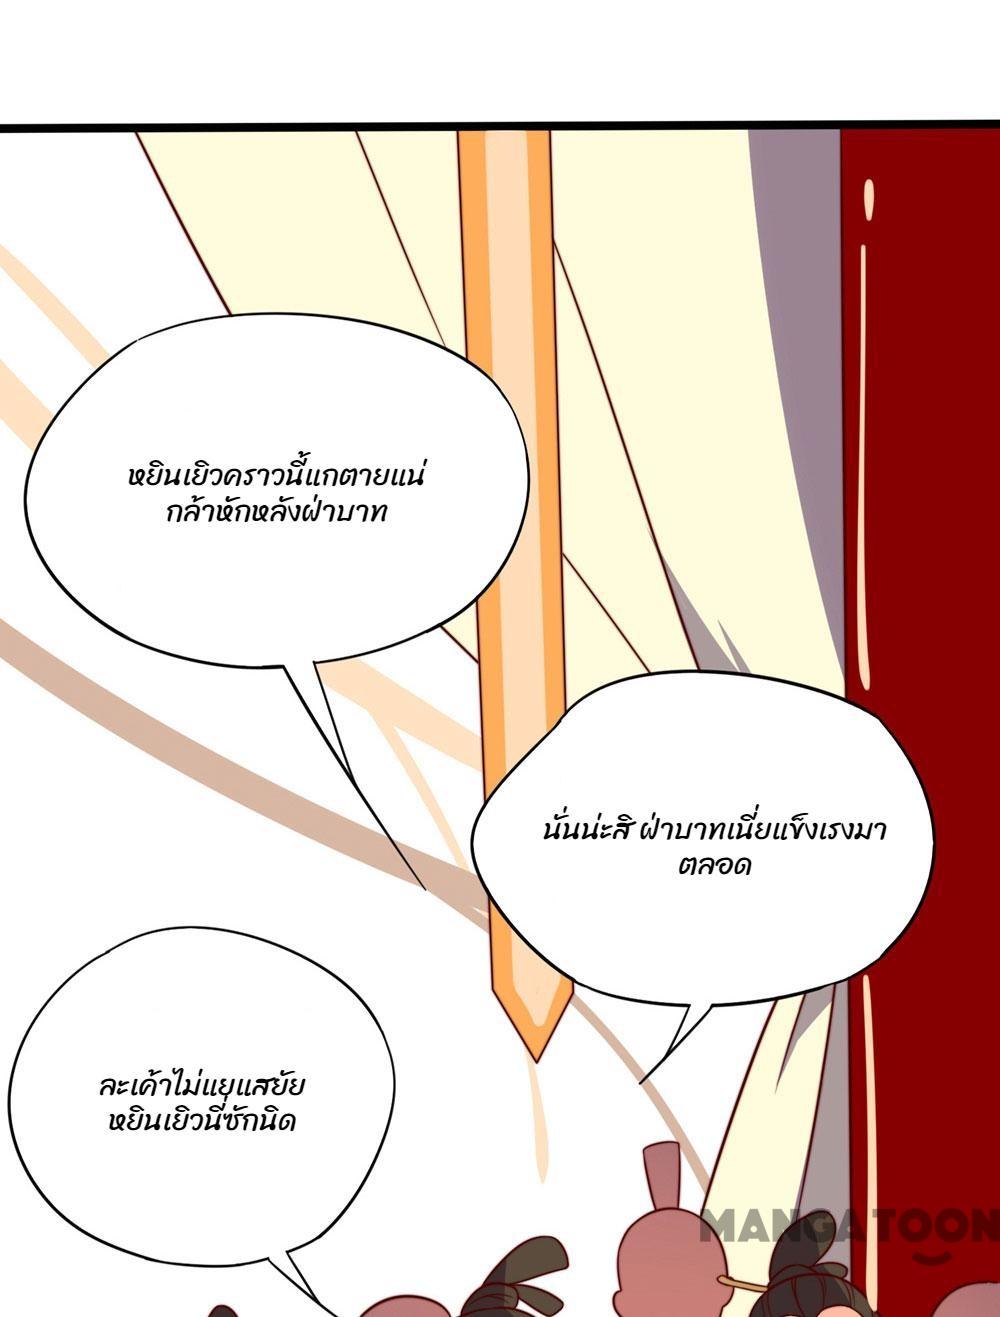 หยินเยิวคราวนี้แกตายแน่
กล้าหักหลังฝ่าบาท
นั่นน่ะสิ ฝ่าบาทเนี่ยแข็งเรงมา
ตลอด
ละเค้าไม่แยแสยัย
หยินเยิวนี่ซักนิด
MANGATOON